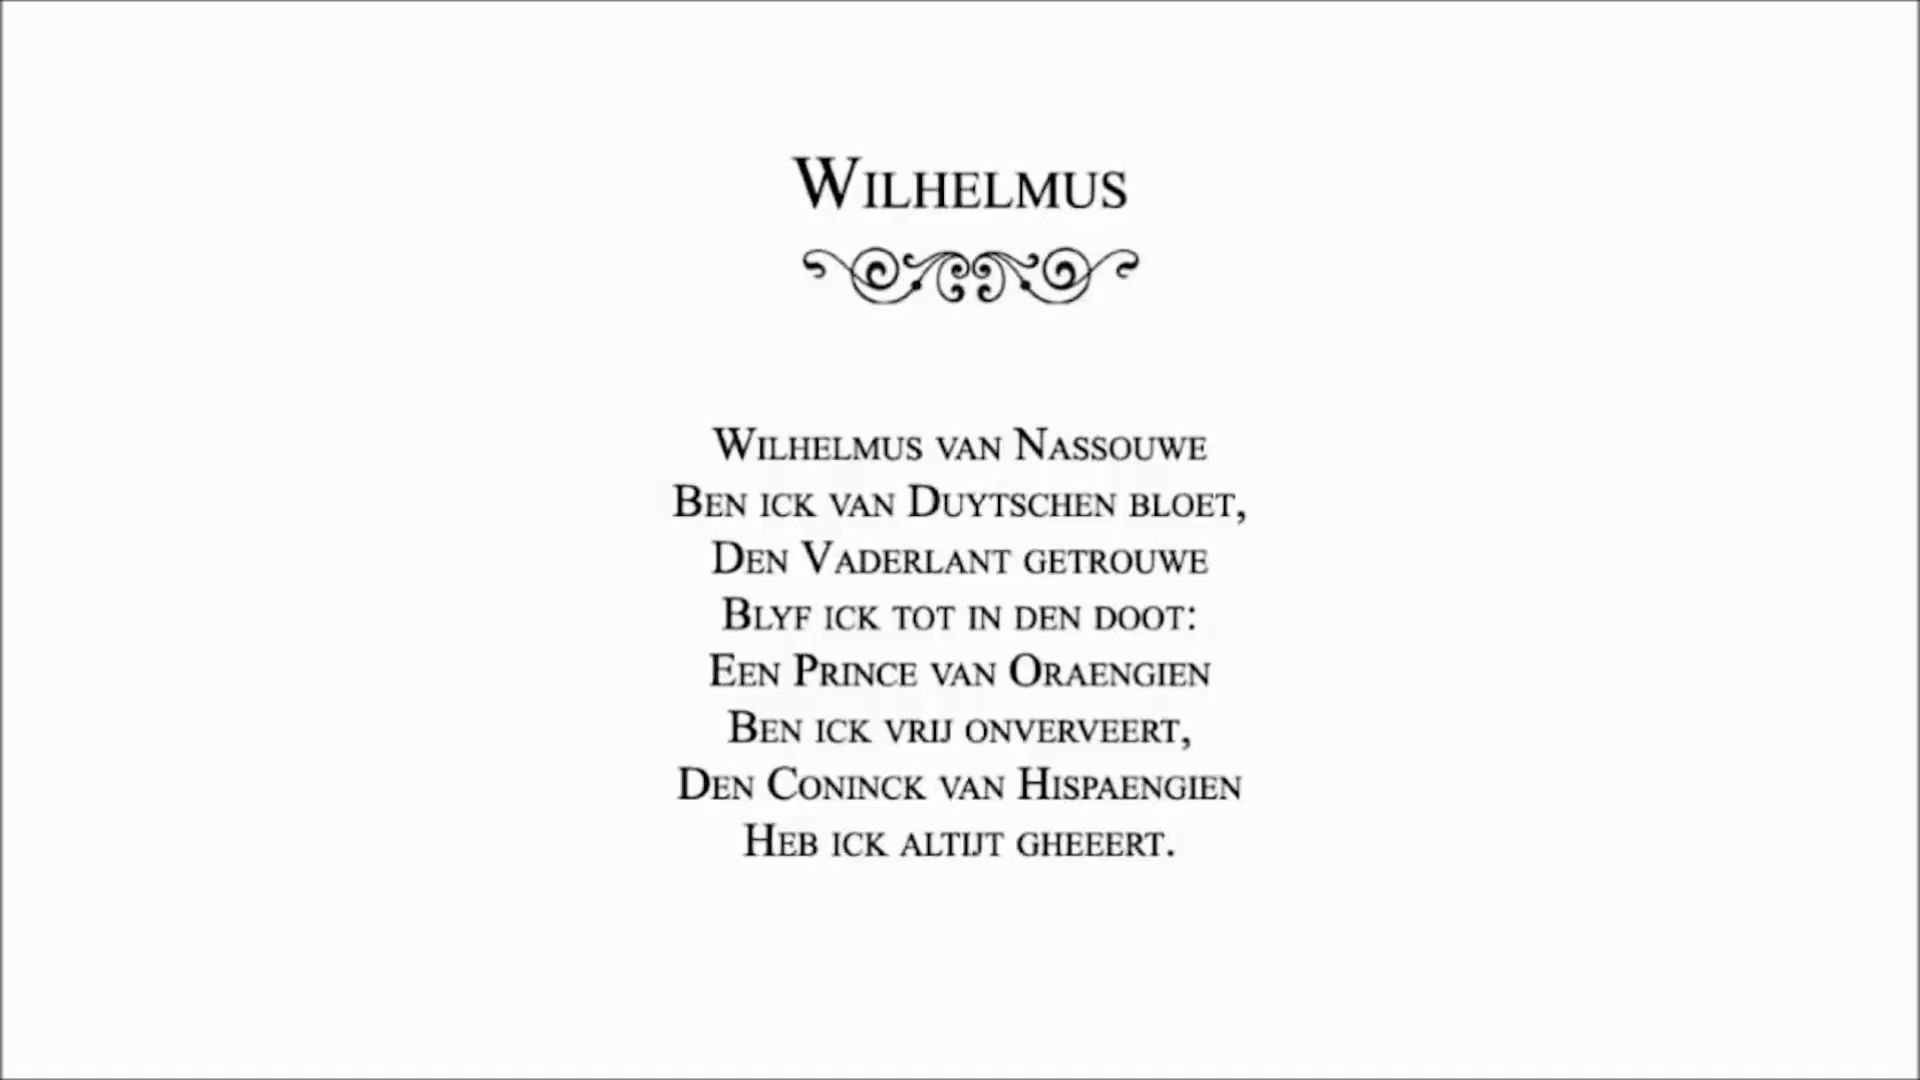 Wilhelmus
Wilhelmus van Nassouwe
Ben ick van Duytschen bloet,
Den Vaderlant getrouwe
Blyf ick tot in den doot:
Een Prince van Oraengien
Ben ick vrij onverveert,
Den Coninck van Hispaengien
Heb ick altijt gheeert.